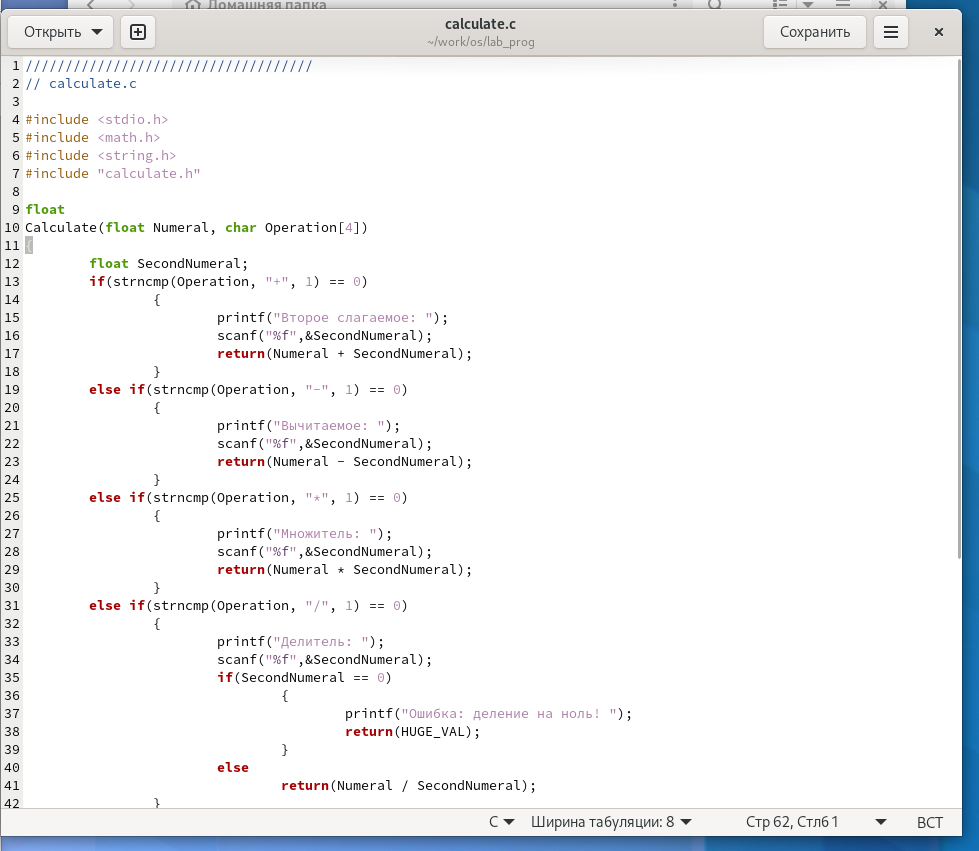 Домашняя папка
Открыть
calculate.c
~/work/os/lab_prog
Сохранить
1 /////////////////////////////////////
2 // calculate.c
3
4 #include <stdio.h>
5 #include <math.h>
6 #include <string.h>
7 #include "calculate.h"
8
9 float
10 Calculate(float Numeral, char Operation[4])
11 {
12 float SecondNumeral;
13 if(strncmp(Operation, "+", 1) == 0)
14 {
15 printf("Второе слагаемое: ");
16 scanf("%f",&SecondNumeral);
17 return(Numeral + SecondNumeral);
18 }
19 else if(strncmp(Operation, "-", 1) == 0)
20 {
21 printf("Вычитаемое: ");
22 scanf("%f",&SecondNumeral);
23 return(Numeral - SecondNumeral);
24 }
25 else if(strncmp(Operation, "*", 1) == 0)
26 {
27 printf("Множитель: ");
28 scanf("%f",&SecondNumeral);
29 return(Numeral * SecondNumeral);
30 }
31 else if(strncmp(Operation, "/", 1) == 0)
32 {
33 printf("Делитель: ");
34 scanf("%f",&SecondNumeral);
35 if(SecondNumeral == 0)
36 {
37 printf("Ошибка: деление на ноль! ");
38 return(HUGE_VAL);
39 }
40 else
41 return(Numeral / SecondNumeral);
42 }
C Ширина табуляции: 8 Стр 62, Стлб 1 ВСТ